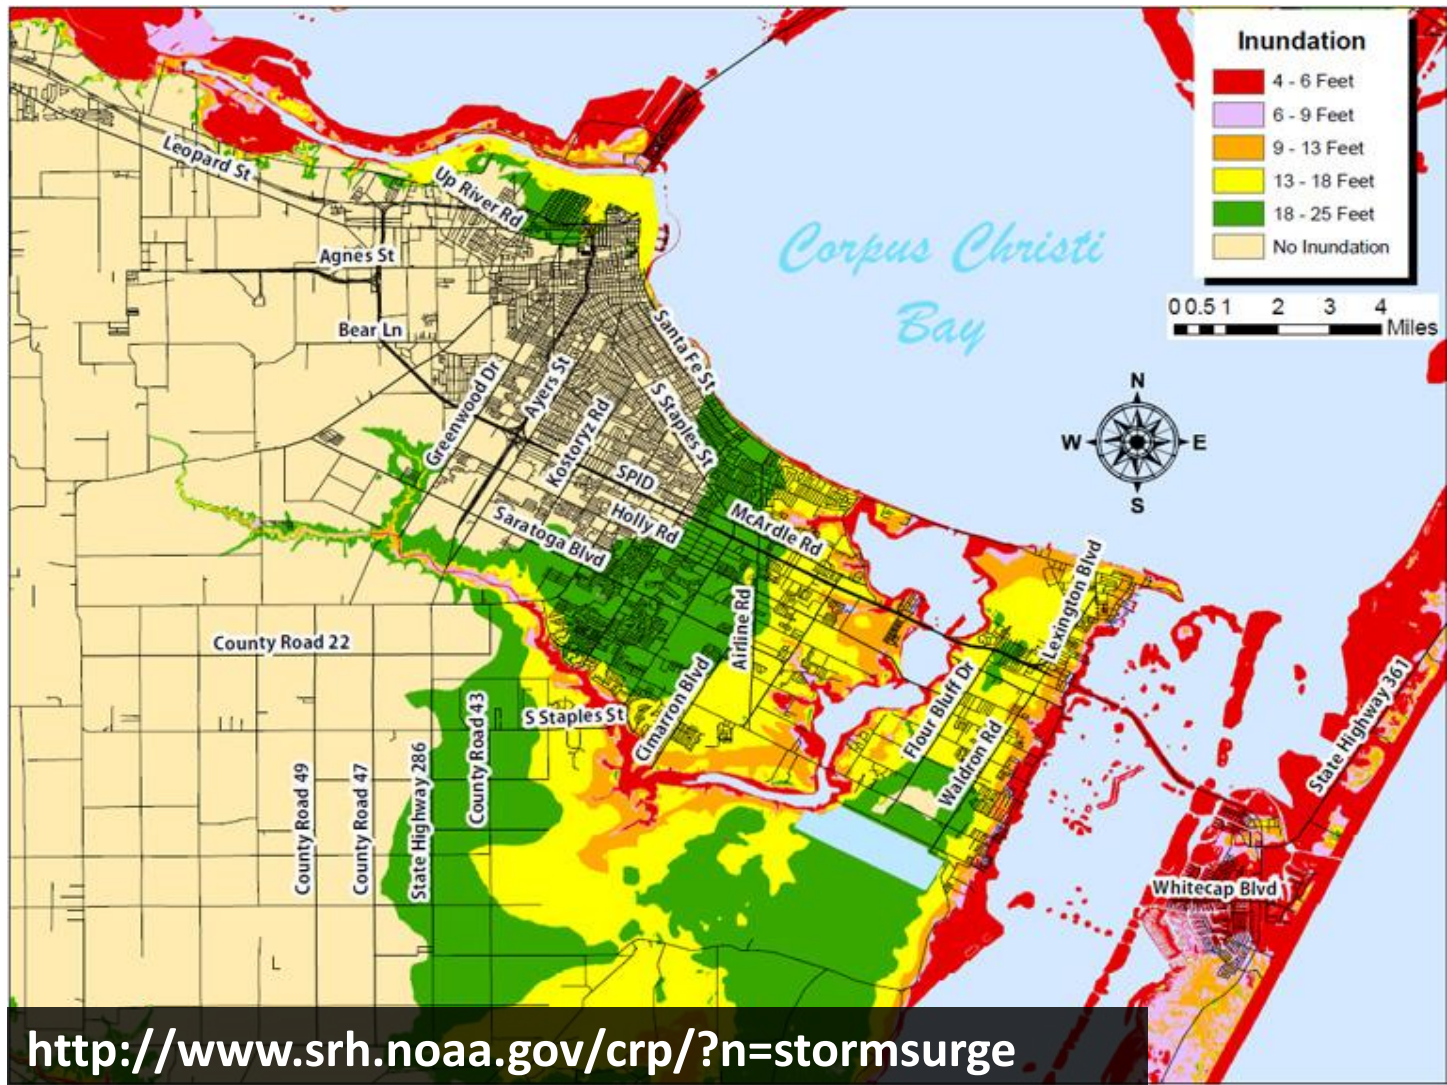 Inundation
4 - 6 Feet
6 - 9 Feet
9 - 13 Feet
13 - 18 Feet
18 - 25 Feet
No Inundation
0 0.5 1 2 3 4
Miles
Corpus Christi
Bay
N
W E
S
Leopard St
Up River Rd
Agnes St
Bear Ln
Santa Fe St
Greenwood Dr
Ayers St
Kostoryz Rd
S Staples St
SPID
Holly Rd
McArdle Rd
Saratoga Blvd
Lexington Blvd
Airline Rd
County Road 22
Cimarron Blvd
Flour Bluff Dr
State Highway 361
S Staples St
County Road 43
Waldron Rd
County Road 49
County Road 47
State Highway 286
Whitecap Blvd
http://www.srh.noaa.gov/crp/?n=stormsurge